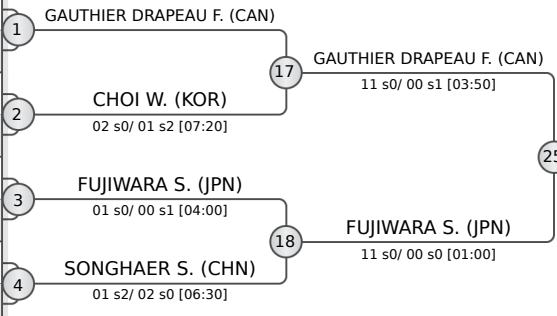 1
GAUTHIER DRAPEAU F. (CAN)
17
GAUTHIER DRAPEAU F. (CAN)
11 s0/ 00 s1 [03:50]
2
CHOI W. (KOR)
02 s0/ 01 s2 [07:20]
25
3
FUJIWARA S. (JPN)
01 s0/ 00 s1 [04:00]
18
FUJIWARA S. (JPN)
11 s0/ 00 s0 [01:00]
4
SONGHAER S. (CHN)
01 s2/ 02 s0 [06:30]